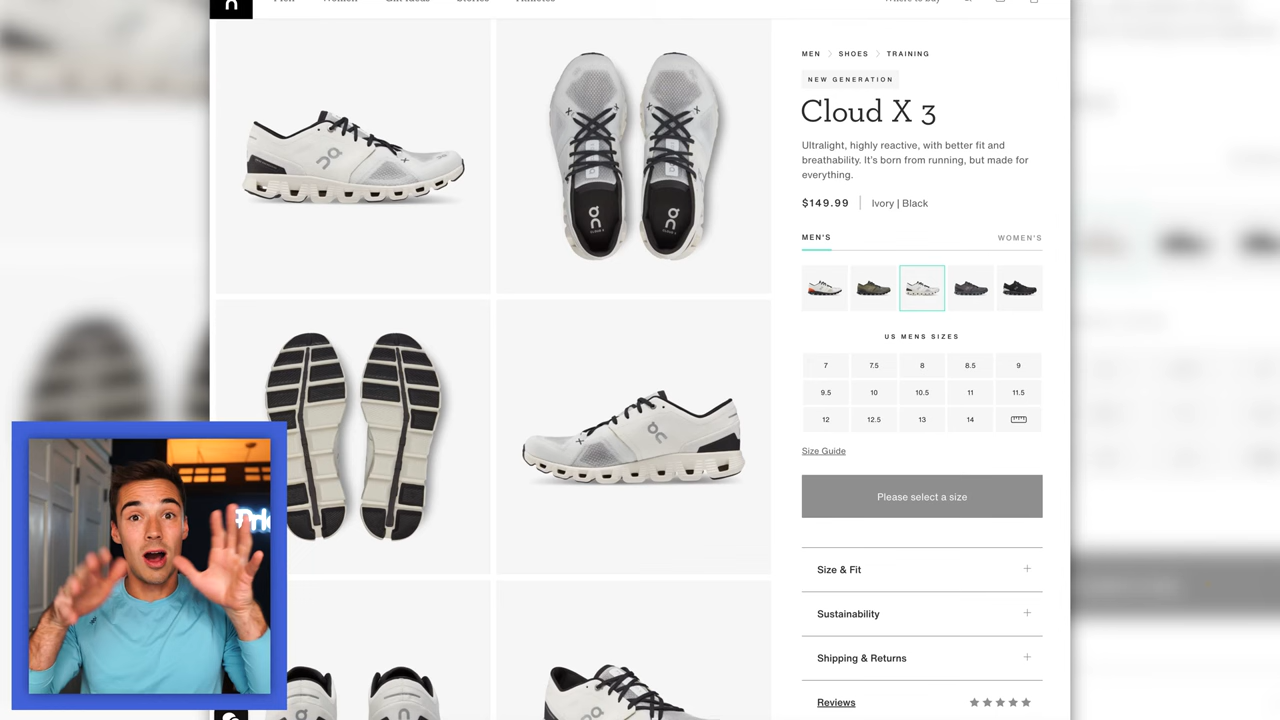 MEN SHOES TRAINING
NEW GENERATION
Cloud X 3
Ultralight, highly reactive, with better fit and
breathability. It's born from running, but made for
everything.
$149.99 Ivory | Black
MEN'S WOMEN'S
US MENS SIZES
7 7.5 8 8.5 9
9.5 10 10.5 11 11.5
12 12.5 13 14
Size Guide
Please select a size
Size & Fit
Sustainability
Shipping & Returns
Reviews